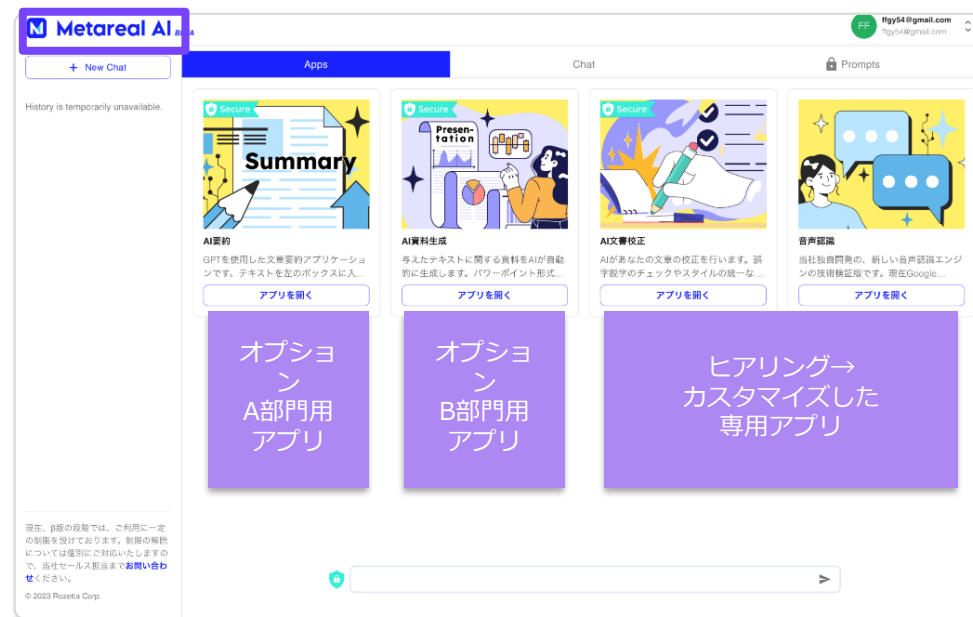 Metareal AI
FF
ffgy54@gmail.com
ffgy54@gmail.com
+ New Chat
Apps
Chat
Prompts
History is temporarily unavailable.
Secure
Summary
AI要約
GPTを使用した文章要約アプリケーショ
ンです。テキストを左のボックスに入...
アプリを開く
Secure
Presen-
tation
AI資料生成
与えたテキストに関する資料をAIが自動
的に生成します。パワーポイント形式...
アプリを開く
Secure
AI文書校正
AIがあなたの文章の校正を行います。誤
字脱字のチェックやスタイルの統一な...
アプリを開く
音声認識
当社独自開発の、新しい音声認識エンジ
ンの技術検証版です。現在Google...
アプリを開く
オプショ
ン
A部門用
アプリ
オプショ
ン
B部門用
アプリ
ヒアリング→
カスタマイズした
専用アプリ
現在、β版の段階では、ご利用に一定
の制限を設けております。制限の解除
については個別にご対応いたしますの
で、当社セールス担当までお問い合わ
せください。
© 2023 Rozetta Corp.